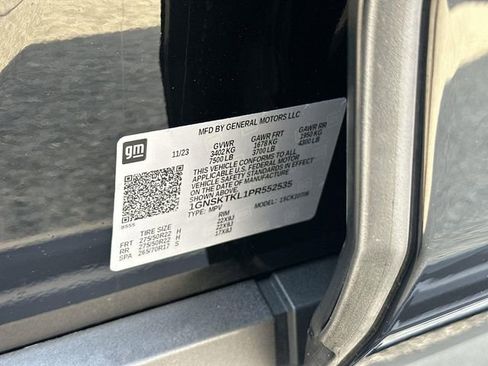 MFD BY GENERAL MOTORS LLC
gm
11/23
GVWR GAWR FRT GAWR RR
3402 KG 1678 KG 1950 KG
7500 LB 3700 LB 4300 LB
THIS VEHICLE CONFORMS TO ALL
APPLICABLE U.S. FEDERAL MOTOR
VEHICLE SAFETY STANDARDS IN EFFECT
ON THE DATE OF MANUFACTURE
SHOWN ABOVE.
1GNSKTKL1PR552535
TYPE: MPV MODEL: 1SCK10706
TIRE SIZE RIM
FRT 275/50R22 H 22X9J
RR 275/50R22 H 22X9J
SPA 265/70R17 S 17X8J